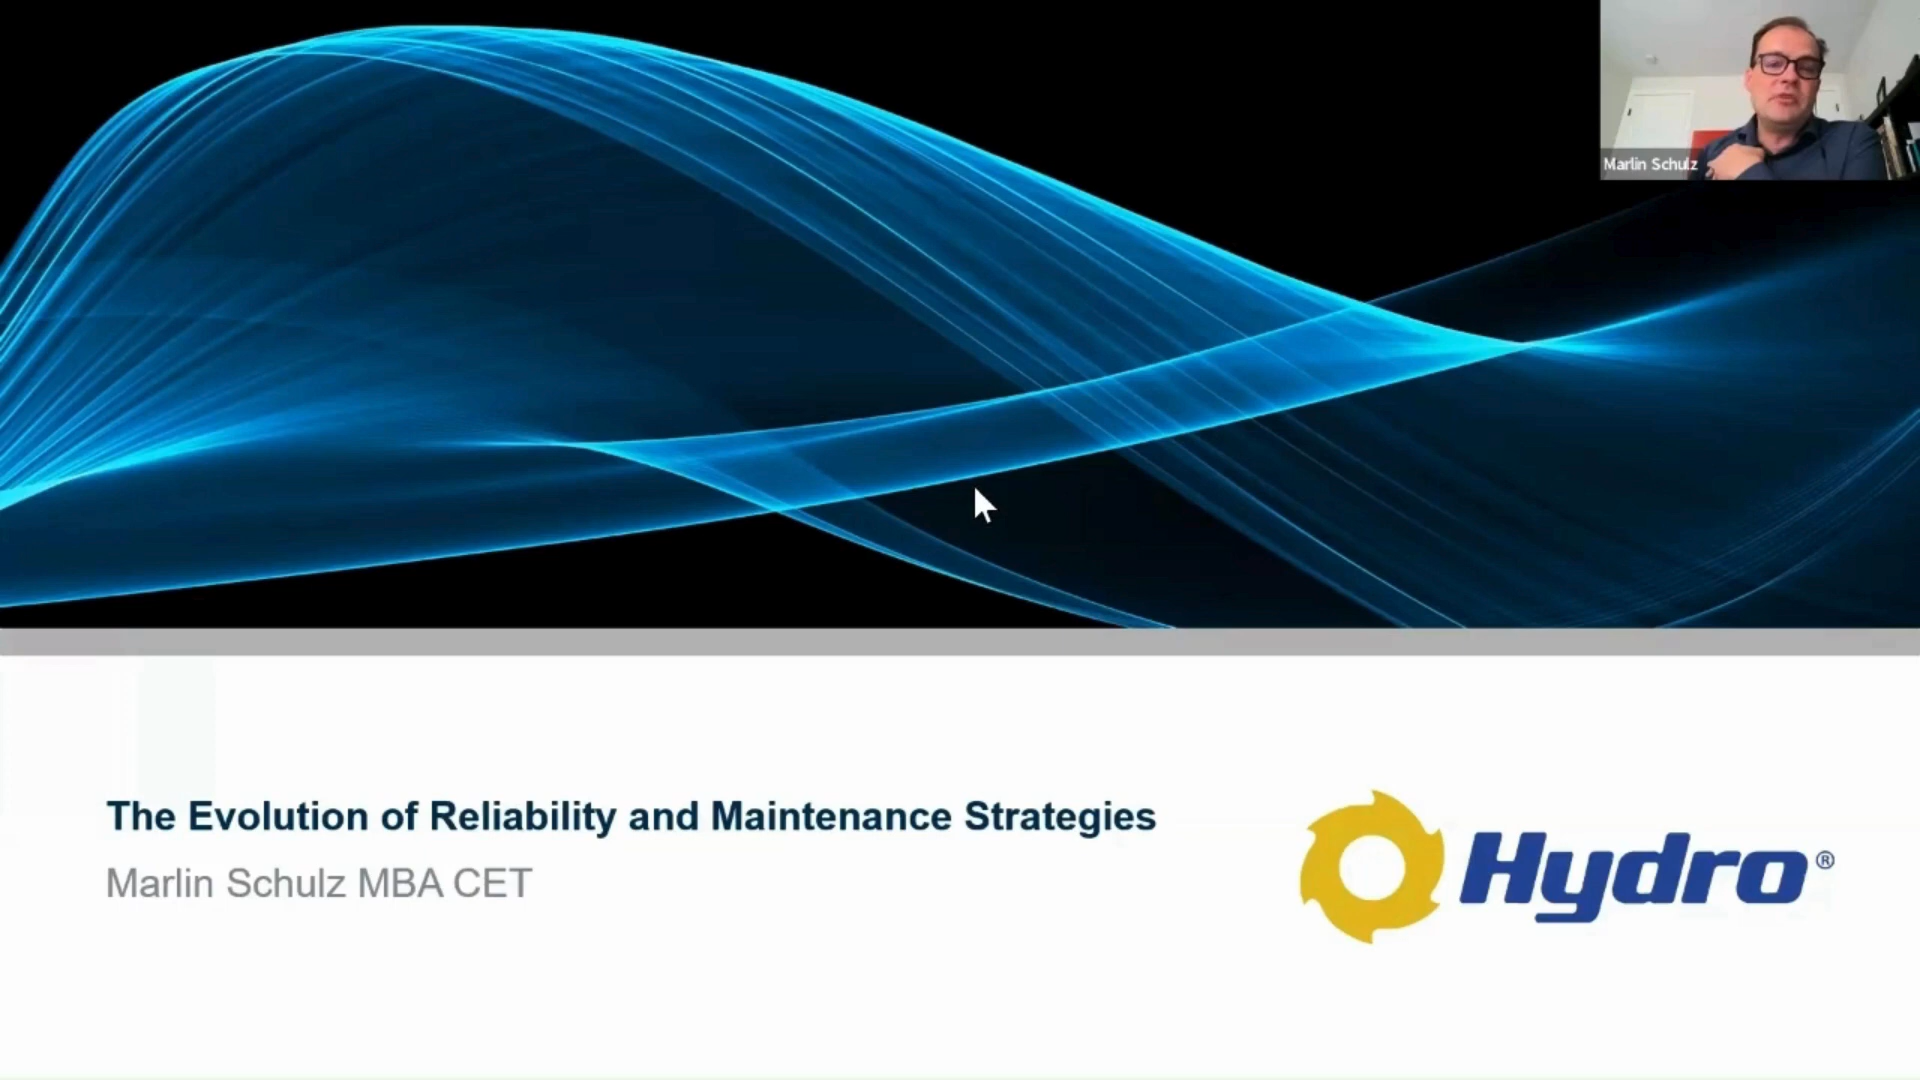 Marlin Schulz
The Evolution of Reliability and Maintenance Strategies
Marlin Schulz MBA CET
Hydro®